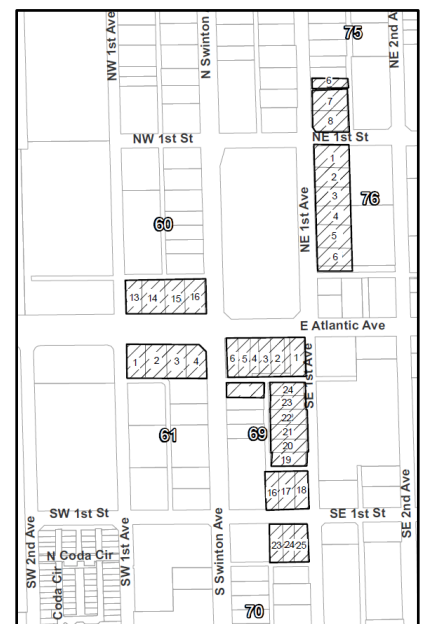 NW 1st Ave
N Swinton Ave
75
NE 2nd A
6
7
8
NW 1st St
NE 1st St
1
2
3
4
5
6
76
NE 1st Ave
60
13 14 15 16
E Atlantic Ave
1 2 3 4
6 5 4 3 2 1
SE 1st Ave
24
23
22
21
20
19
61
69
16 17 18
SW 1st St
SE 1st St
SW 2nd Ave
N Coda Cir
Coda Cir
SW 1st Ave
S Swinton Ave
23 24 25
SE 2nd Ave
70